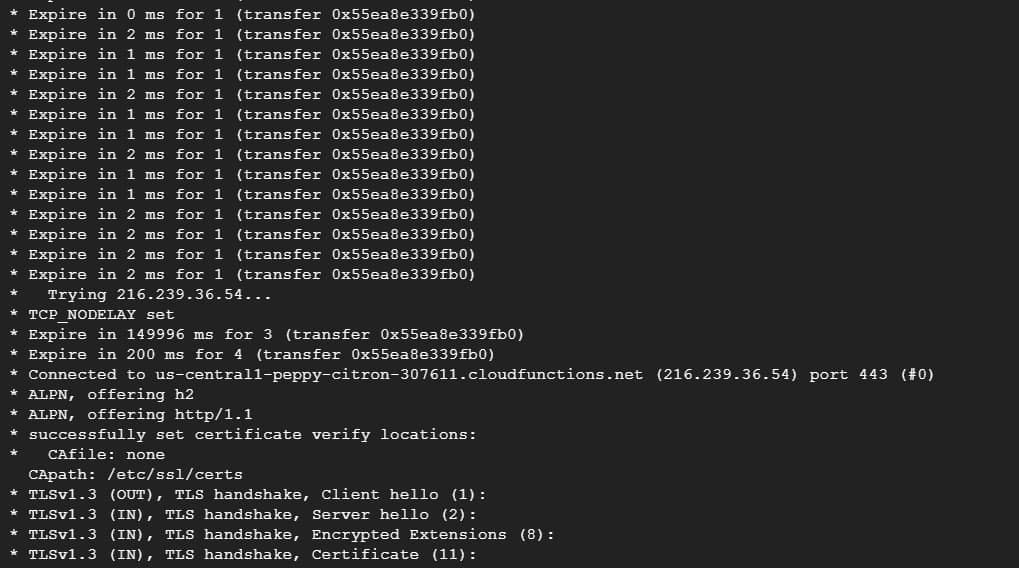 * Expire in 0 ms for 1 (transfer 0x55ea8e339fb0)
* Expire in 2 ms for 1 (transfer 0x55ea8e339fb0)
* Expire in 1 ms for 1 (transfer 0x55ea8e339fb0)
* Expire in 1 ms for 1 (transfer 0x55ea8e339fb0)
* Expire in 2 ms for 1 (transfer 0x55ea8e339fb0)
* Expire in 1 ms for 1 (transfer 0x55ea8e339fb0)
* Expire in 1 ms for 1 (transfer 0x55ea8e339fb0)
* Expire in 2 ms for 1 (transfer 0x55ea8e339fb0)
* Expire in 1 ms for 1 (transfer 0x55ea8e339fb0)
* Expire in 1 ms for 1 (transfer 0x55ea8e339fb0)
* Expire in 2 ms for 1 (transfer 0x55ea8e339fb0)
* Expire in 2 ms for 1 (transfer 0x55ea8e339fb0)
* Expire in 2 ms for 1 (transfer 0x55ea8e339fb0)
* Expire in 2 ms for 1 (transfer 0x55ea8e339fb0)
*   Trying 216.239.36.54...
* TCP_NODELAY set
* Expire in 149996 ms for 3 (transfer 0x55ea8e339fb0)
* Expire in 200 ms for 4 (transfer 0x55ea8e339fb0)
* Connected to us-central1-peppy-citron-307611.cloudfunctions.net (216.239.36.54) port 443 (#0)
* ALPN, offering h2
* ALPN, offering http/1.1
* successfully set certificate verify locations:
*   CAfile: none
  CApath: /etc/ssl/certs
* TLSv1.3 (OUT), TLS handshake, Client hello (1):
* TLSv1.3 (IN), TLS handshake, Server hello (2):
* TLSv1.3 (IN), TLS handshake, Encrypted Extensions (8):
* TLSv1.3 (IN), TLS handshake, Certificate (11):